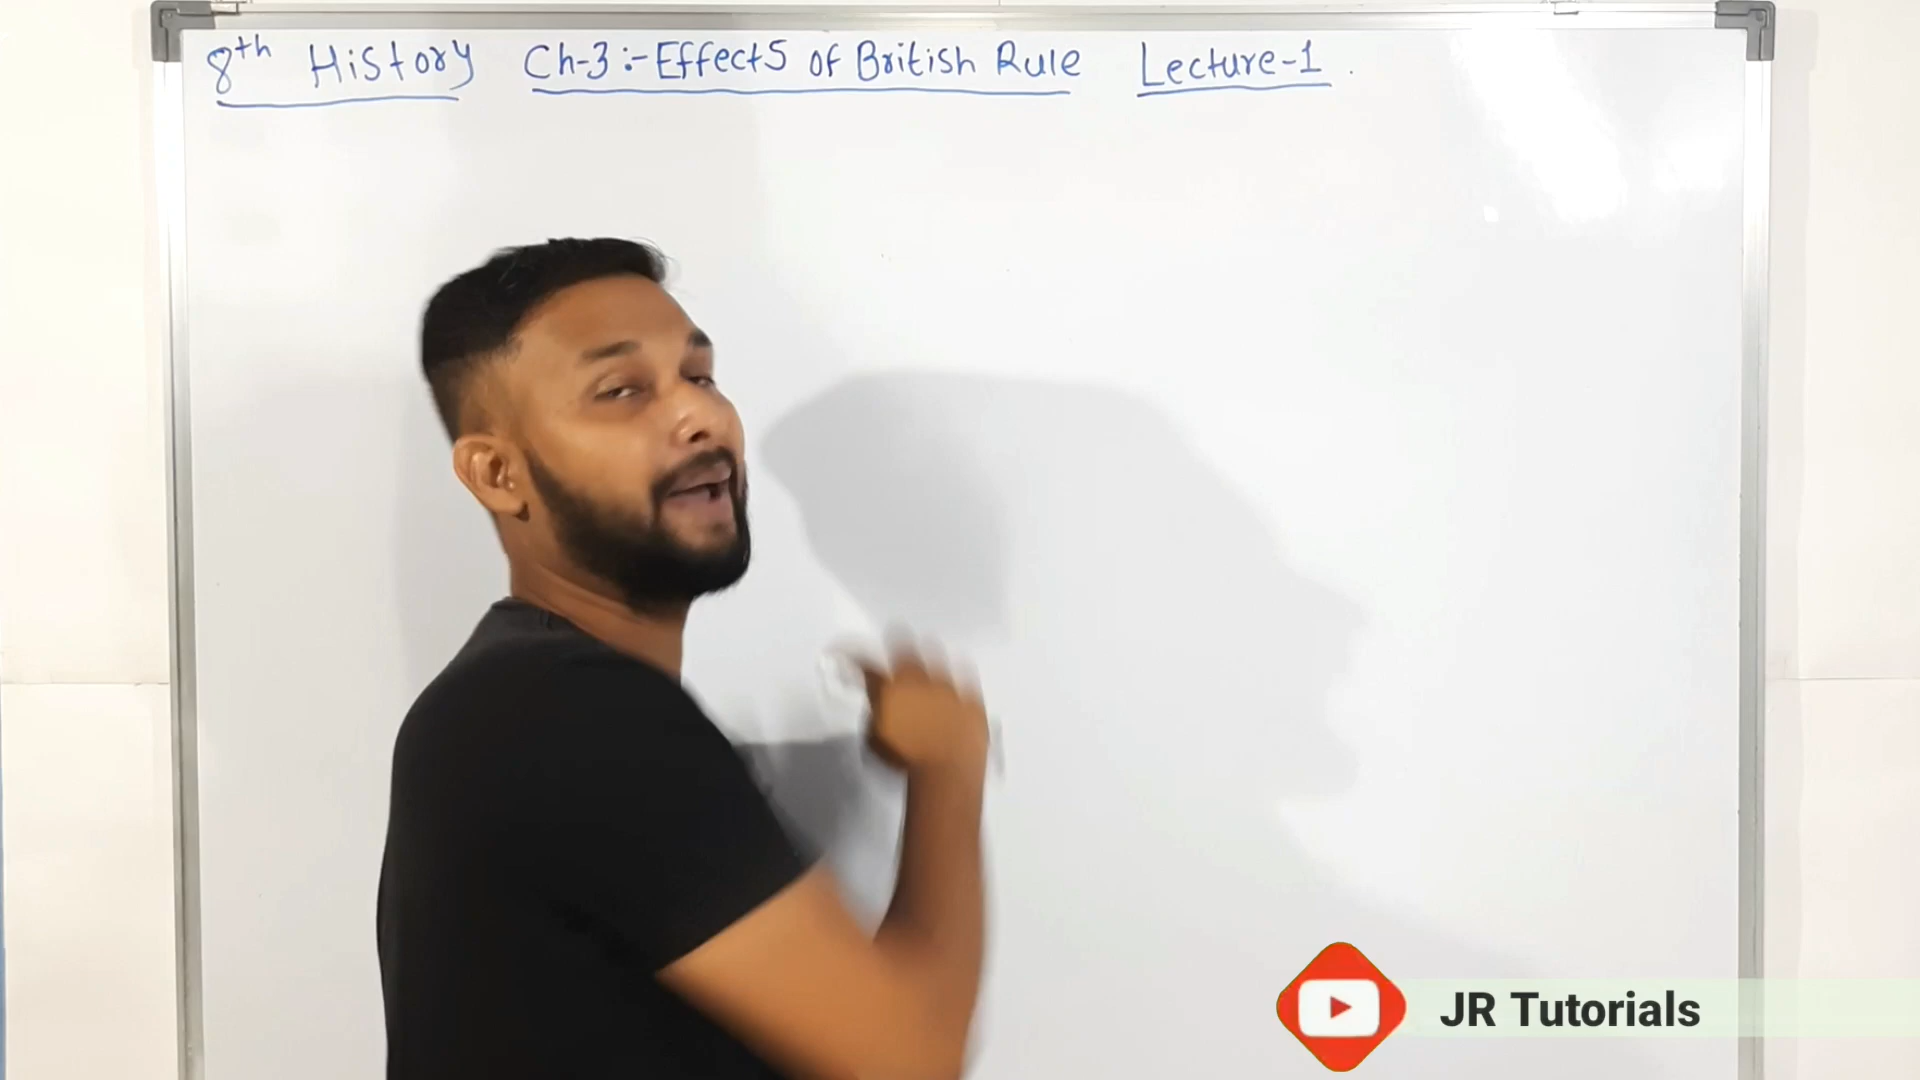 8th History Ch-3:- Effects of British Rule Lecture-1.
JR Tutorials